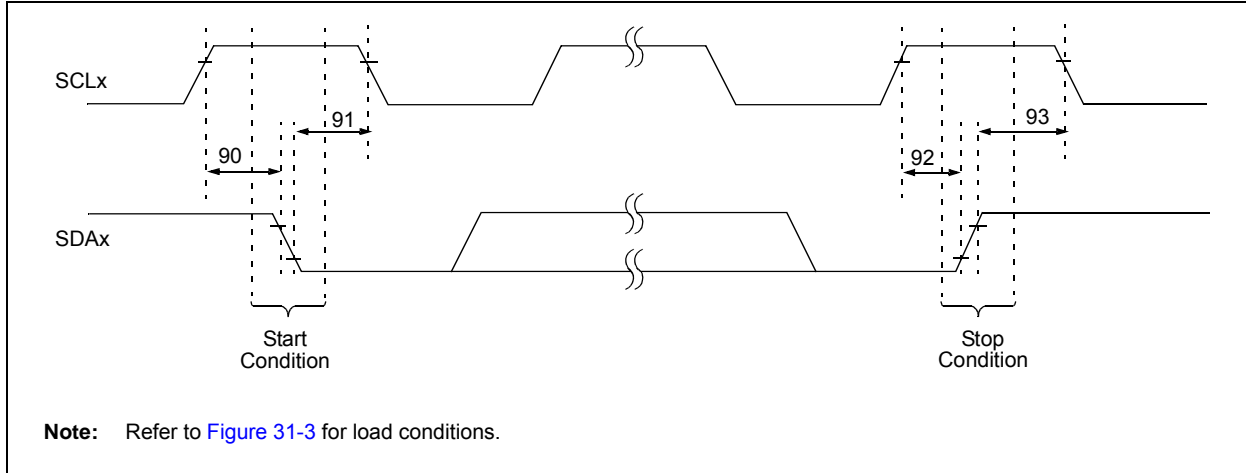 SCLx
91
93
90
92
SDAx
Start
Condition
Stop
Condition
Note: Refer to Figure 31-3 for load conditions.